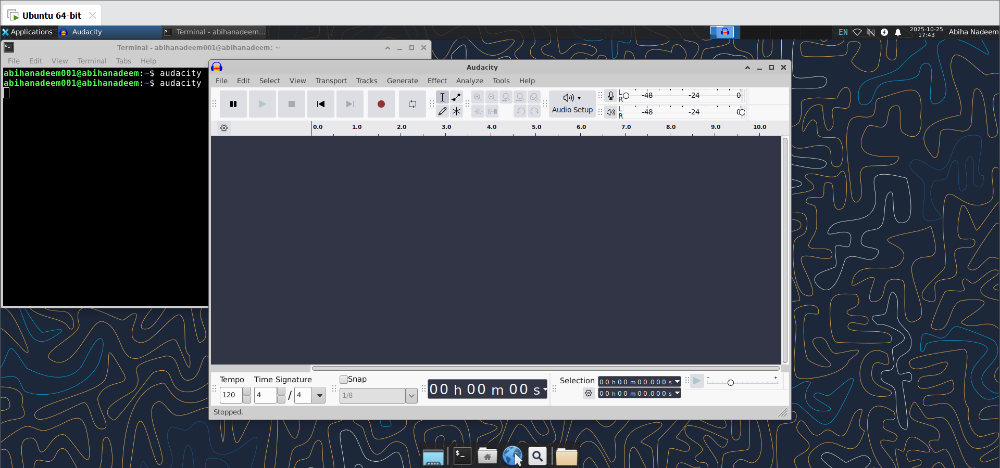 Ubuntu 64-bit
Applications Audacity Terminal - abihanadeem... EN 2025-10-25 17:43 Abiha Nadeem
Terminal - abihanadeem001@abihanadeem: ~
File Edit View Terminal Tabs Help
abihanadeem001@abihanadeem:~$ audacity
abihanadeem001@abihanadeem:~$ audacity
Audacity
File Edit Select View Transport Tracks Generate Effect Analyze Tools Help
Audio Setup
L R -48 -24 0
L R -48 -24 0
0.0 1.0 2.0 3.0 4.0 5.0 6.0 7.0 8.0 9.0 10.0
Tempo Time Signature Snap Selection
120 4 / 4 1/8 00 h 00 m 00 s
00 h 00 m 00.000 s
00 h 00 m 00.000 s
- +
Stopped.
$-